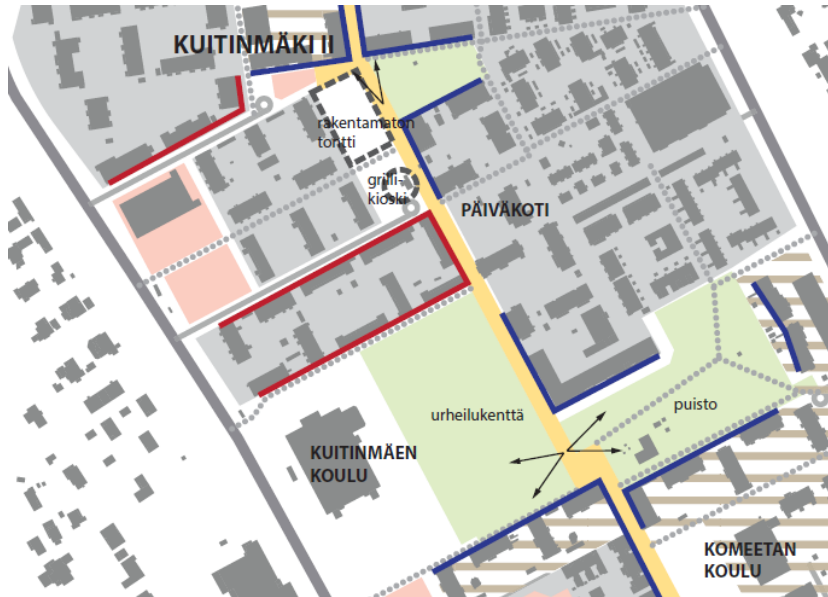 KUITINMÄKI II
rakentamaton
tontti
grilli-
kioski
PÄIVÄKOTI
urheilukenttä
puisto
KUITINMÄEN
KOULU
KOMEETAN
KOULU